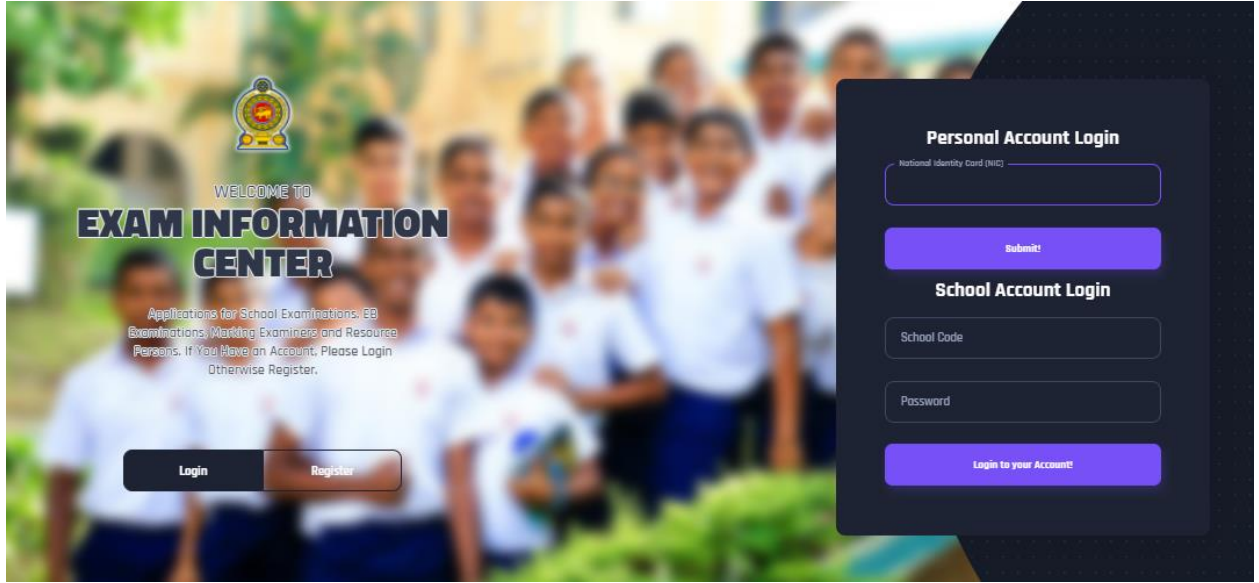 WELCOME TO
EXAM INFORMATION
CENTER
Applications for School Examinations, EB
Examinations, Marking Examiners and Resource
Persons. If You Have an Account, Please Login
Otherwise Register.
Login
Register
Personal Account Login
National Identity Card (NIC)
Submit!
School Account Login
School Code
Password
Login to your Account!